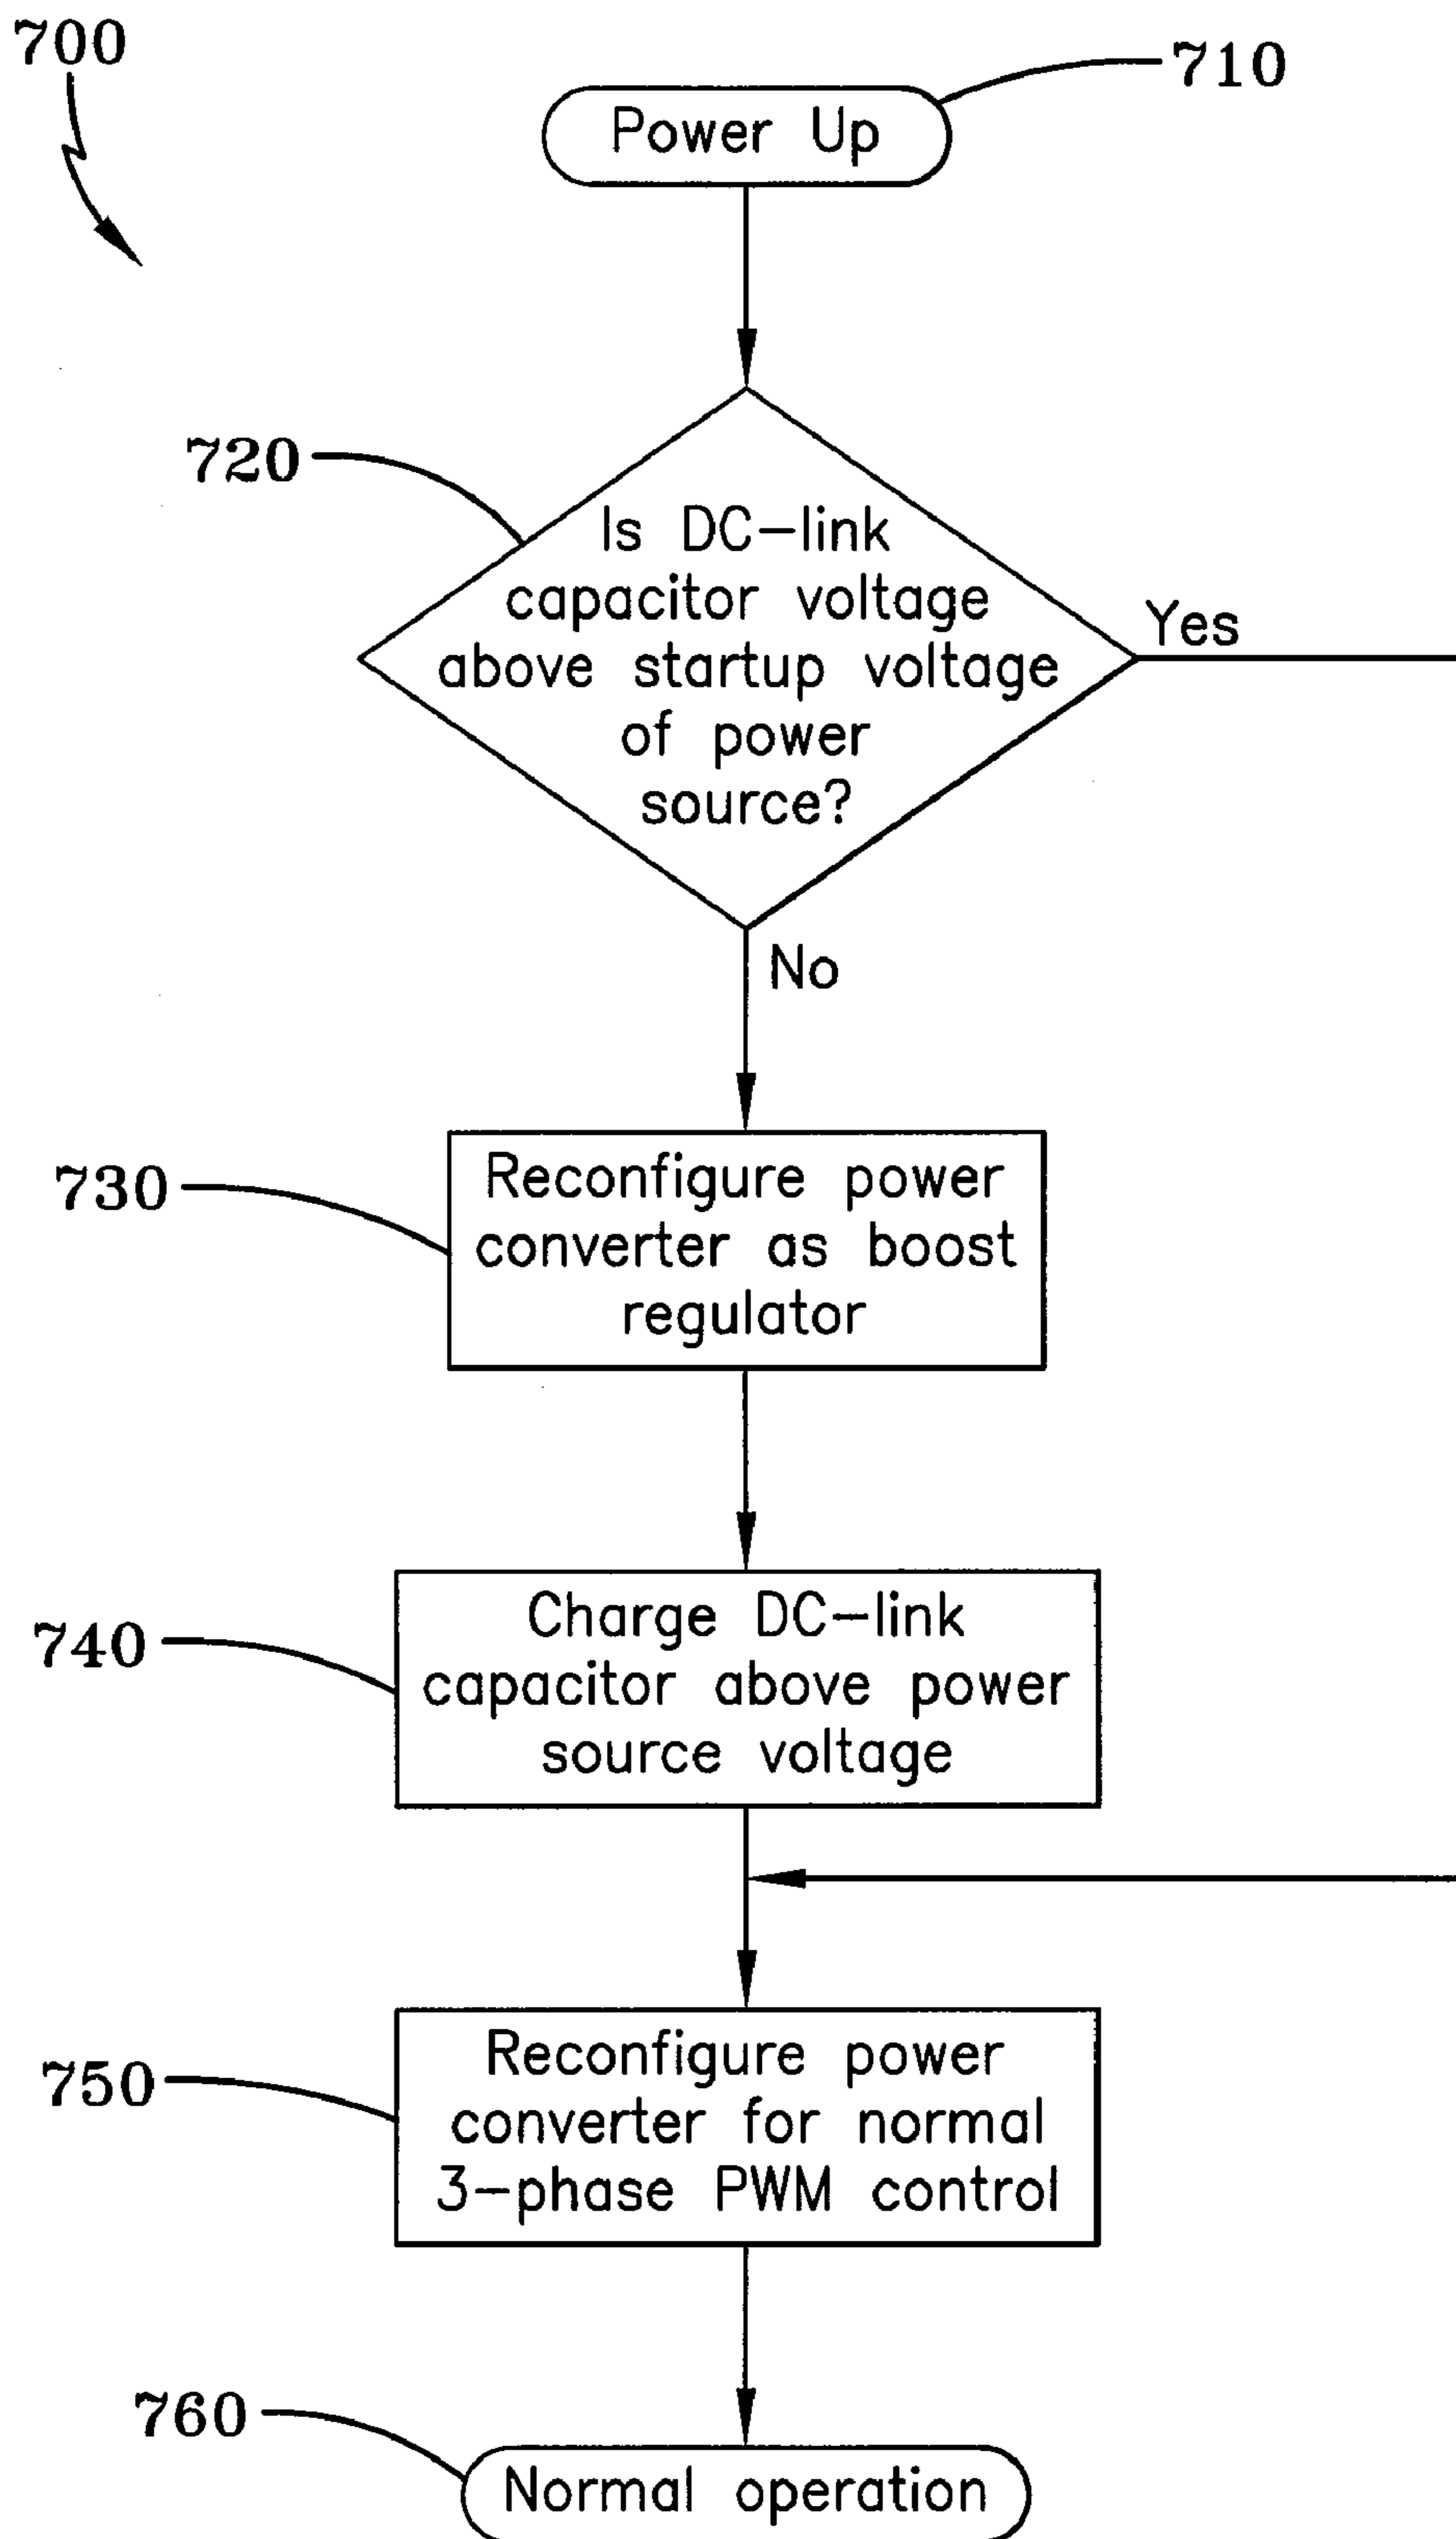 700
710
Power Up
720
Is DC-link
capacitor voltage
above startup voltage
of power
source?
Yes
No
730
Reconfigure power
converter as boost
regulator
740
Charge DC-link
capacitor above power
source voltage
750
Reconfigure power
converter for normal
3-phase PWM control
760
Normal operation